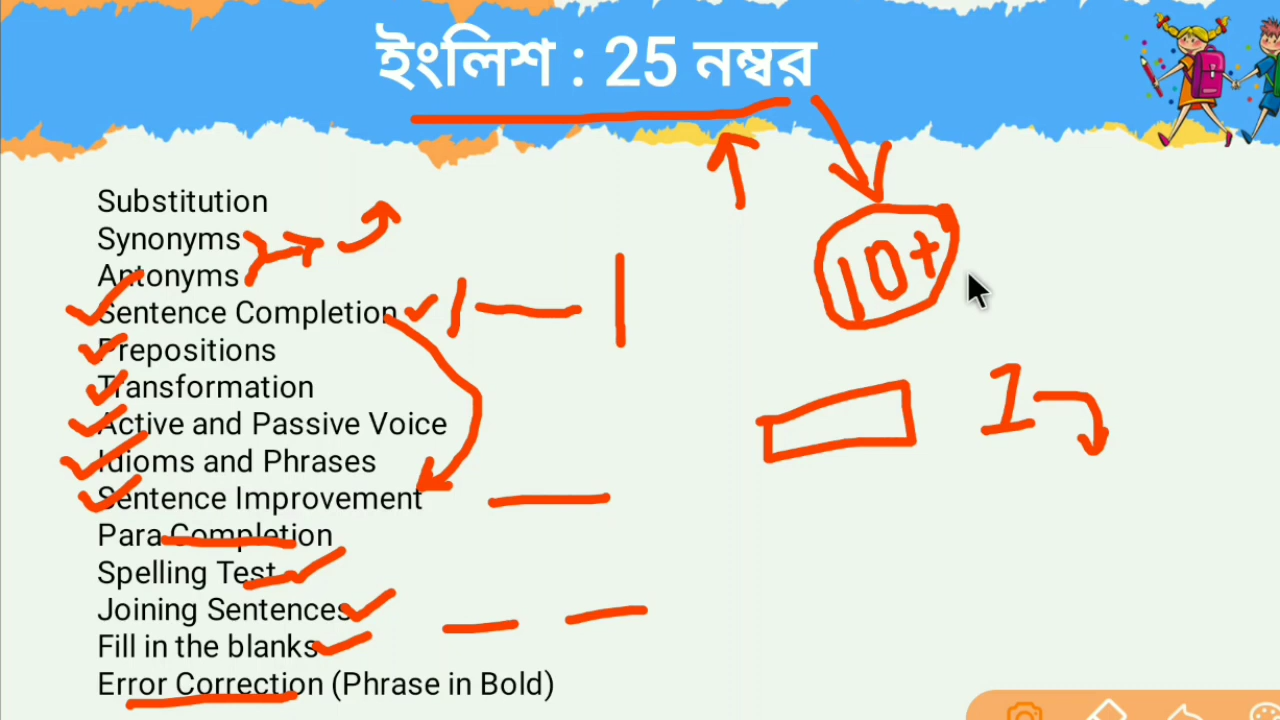 ইংলিশ : 25 নম্বর
Substitution
Synonyms
Antonyms
10+
Sentence Completion
Prepositions
Transformation
1
Active and Passive Voice
Idioms and Phrases
Sentence Improvement
Para Completion
Spelling Test
Joining Sentences
Fill in the blanks
Error Correction (Phrase in Bold)